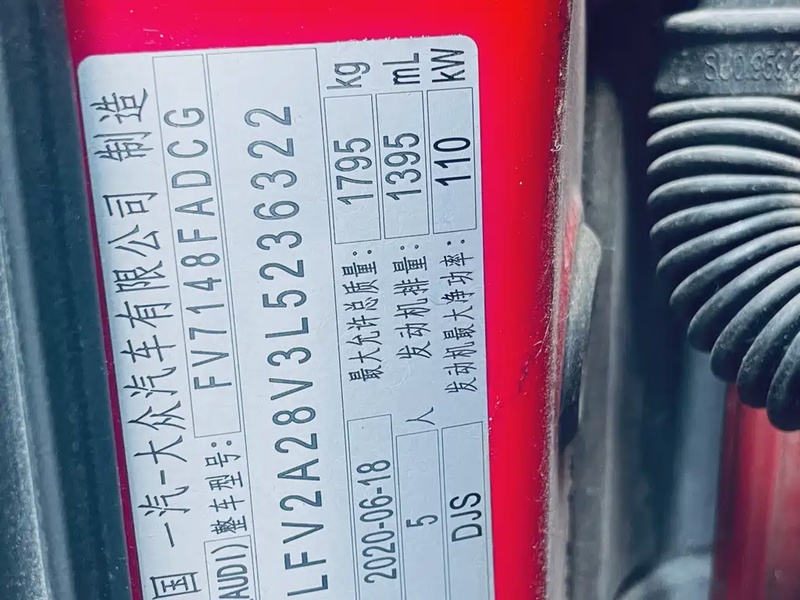 国 一汽-大众汽车有限公司 制造
AUDI) 整车型号: FV7148FADCG
LFV2A28V3L5236322
2020-06-18 最大允许总质量: 1795 kg
5 人 发动机排量: 1395 mL
DJS 发动机最大净功率: 110 kW